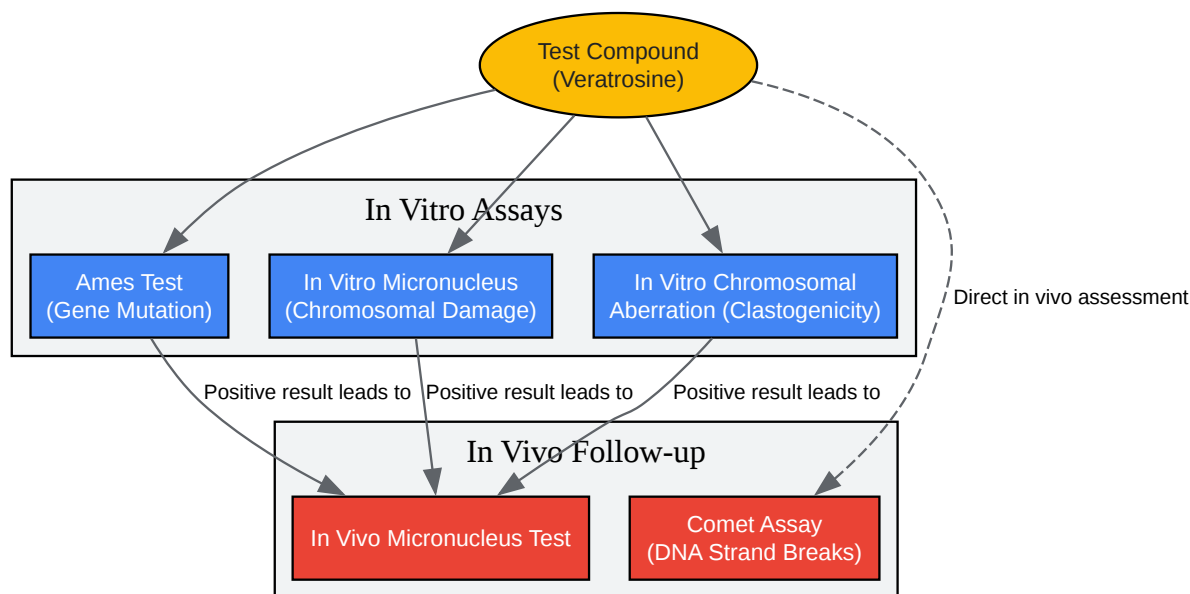 Test Compound
(Veratrosine)
In Vitro Assays
Ames Test
(Gene Mutation)
In Vitro Micronucleus
(Chromosomal Damage)
In Vitro Chromosomal
Aberration (Clastogenicity)
Direct in vivo assessment
Positive result leads to
Positive result leads to
Positive result leads to
In Vivo Follow-up
In Vivo Micronucleus Test
Comet Assay
(DNA Strand Breaks)